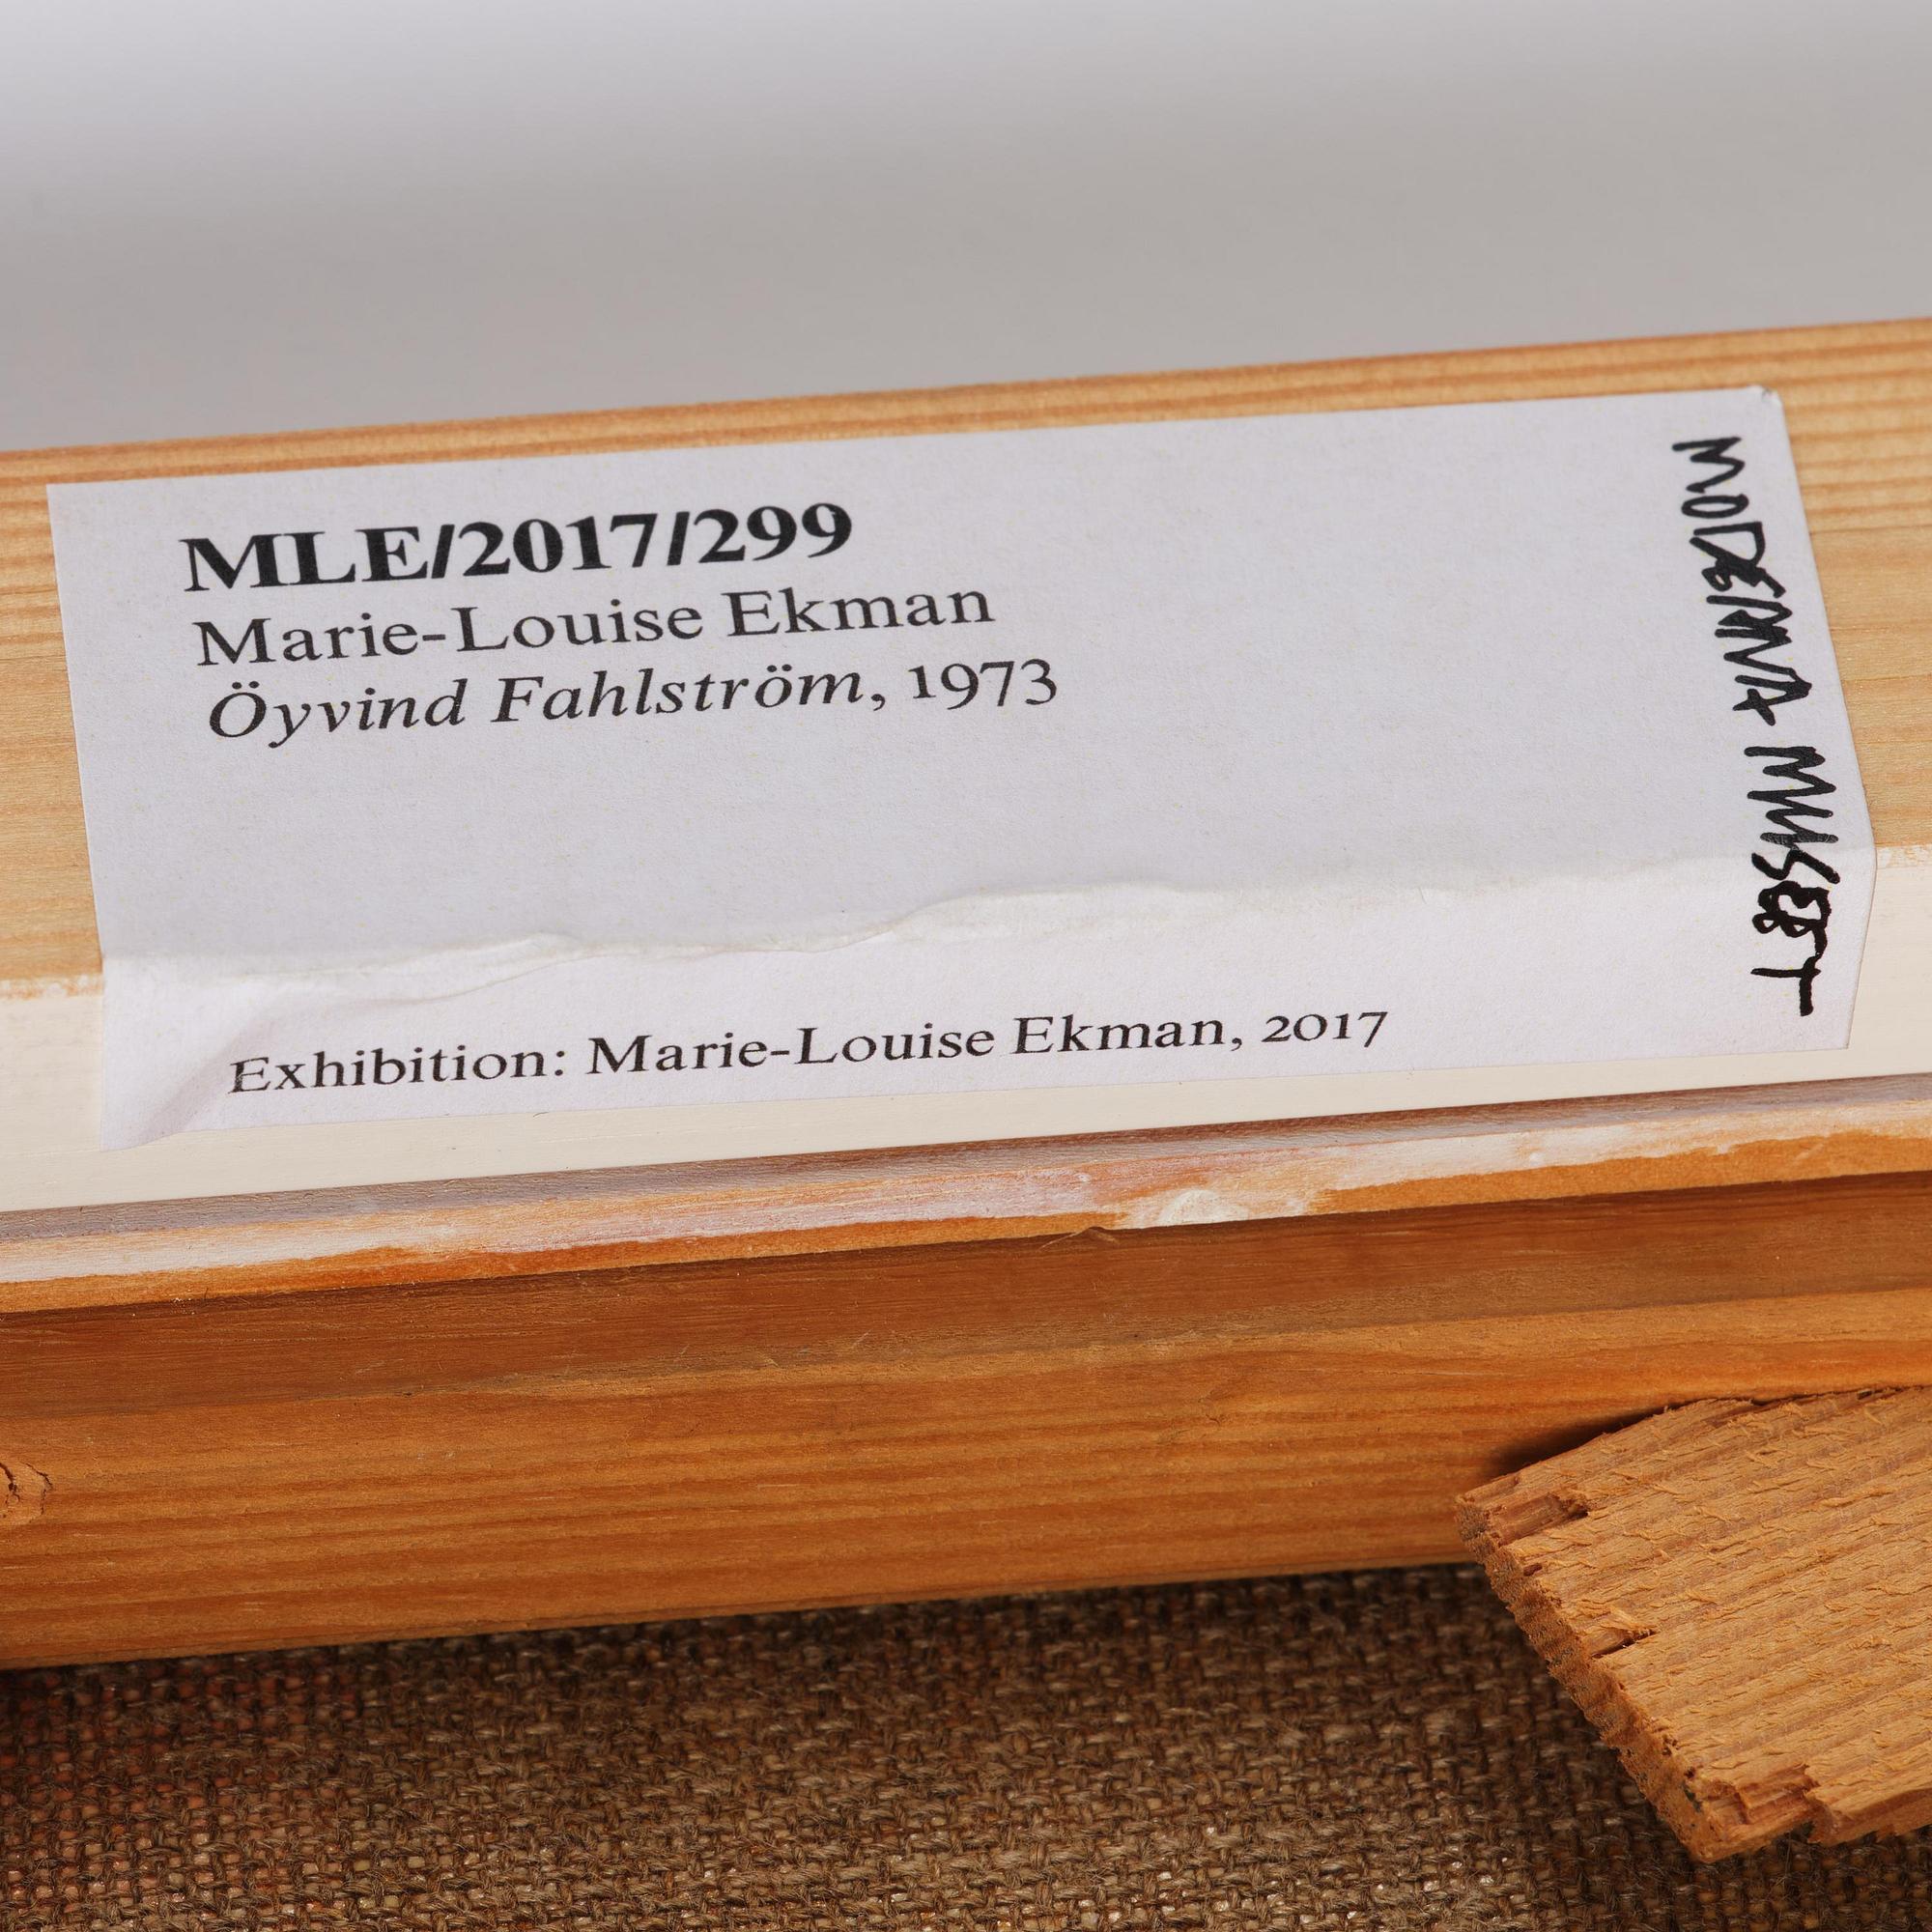 MLE/2017/299
Marie-Louise Ekman
Öyvind Fahlström, 1973
Exhibition: Marie-Louise Ekman, 2017
MODERNA MUSEET